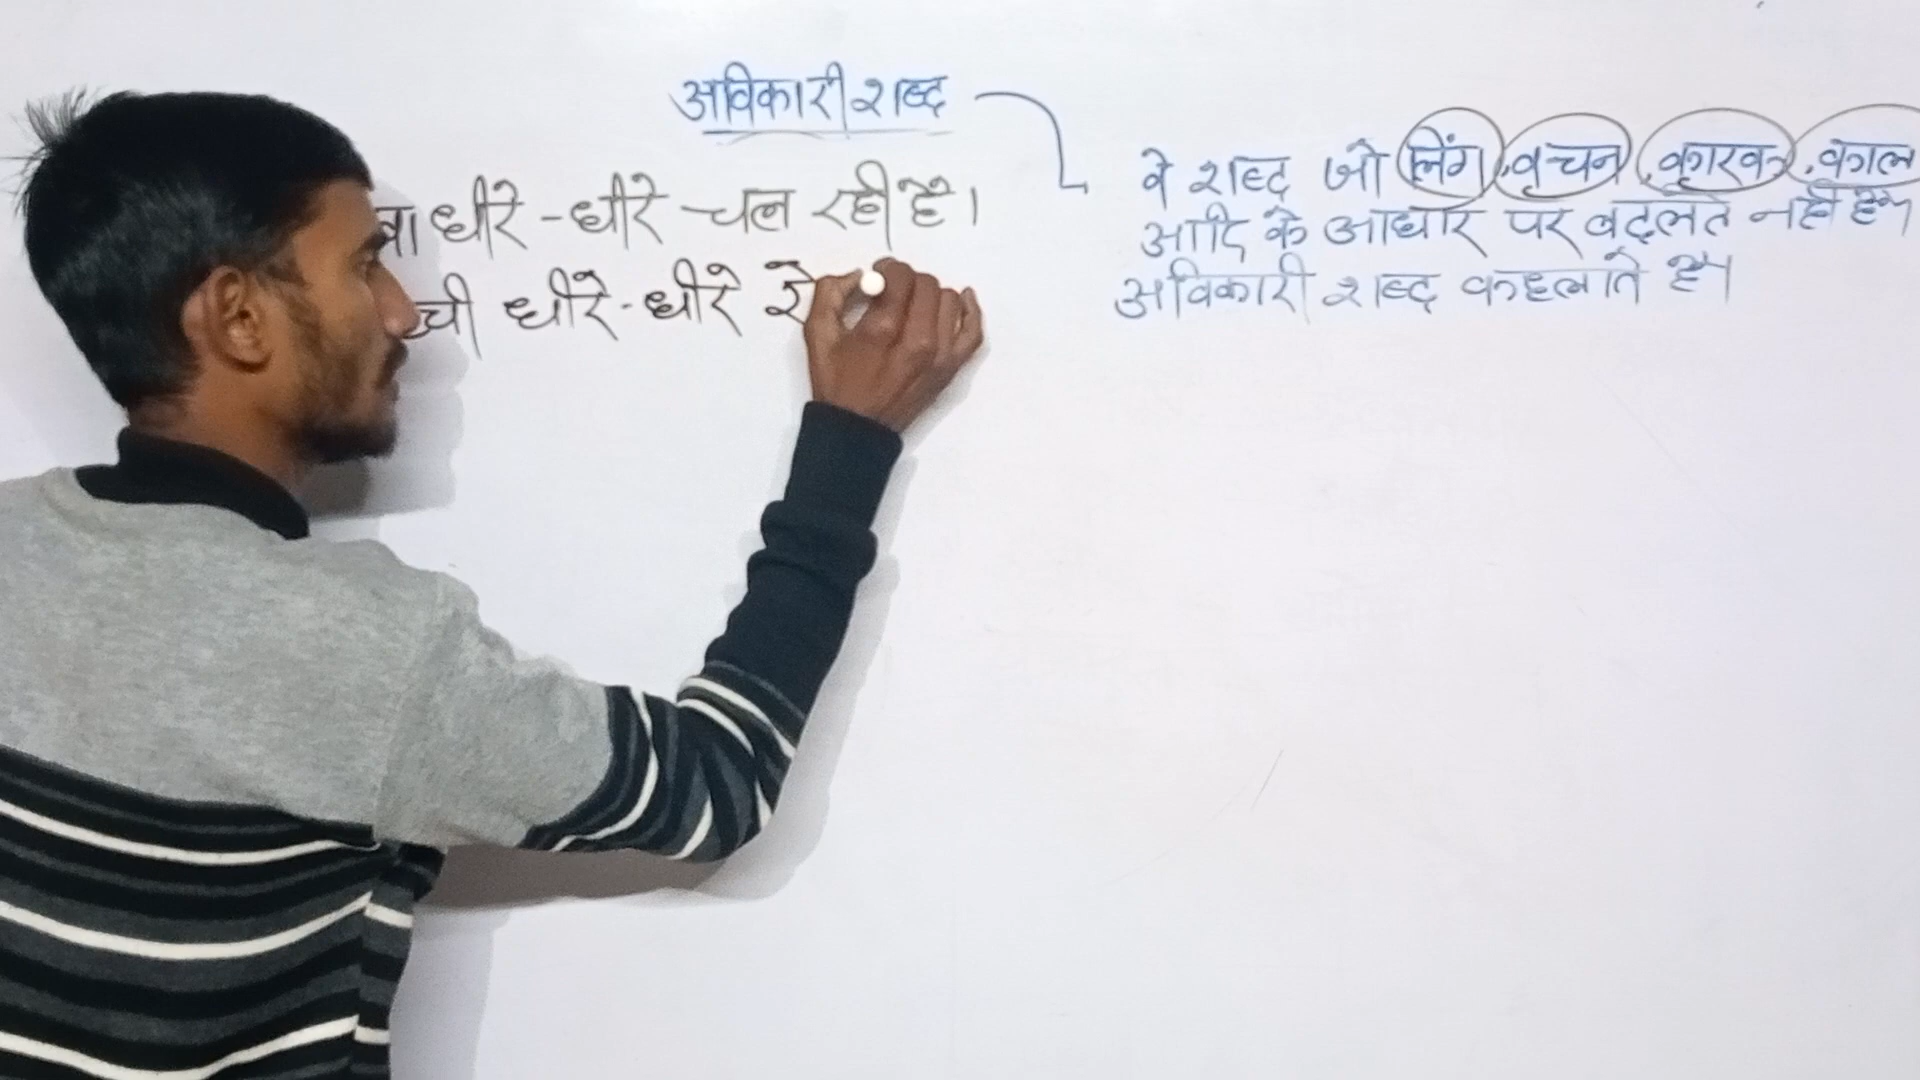 अविकारी शब्द
धीरे-धीरे चल रही है।
धीरे-धीरे
वे शब्द जो लिंग, वचन, कारक, काल
आदि के आधार पर बदलते नही है।
अविकारी शब्द कहलाते है।